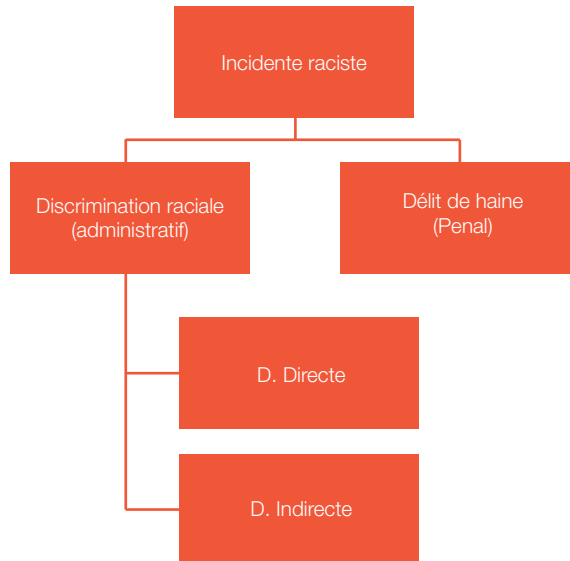 Incidente raciste
Discrimination raciale
(administratif)
Délit de haine
(Penal)
D. Directe
D. Indirecte